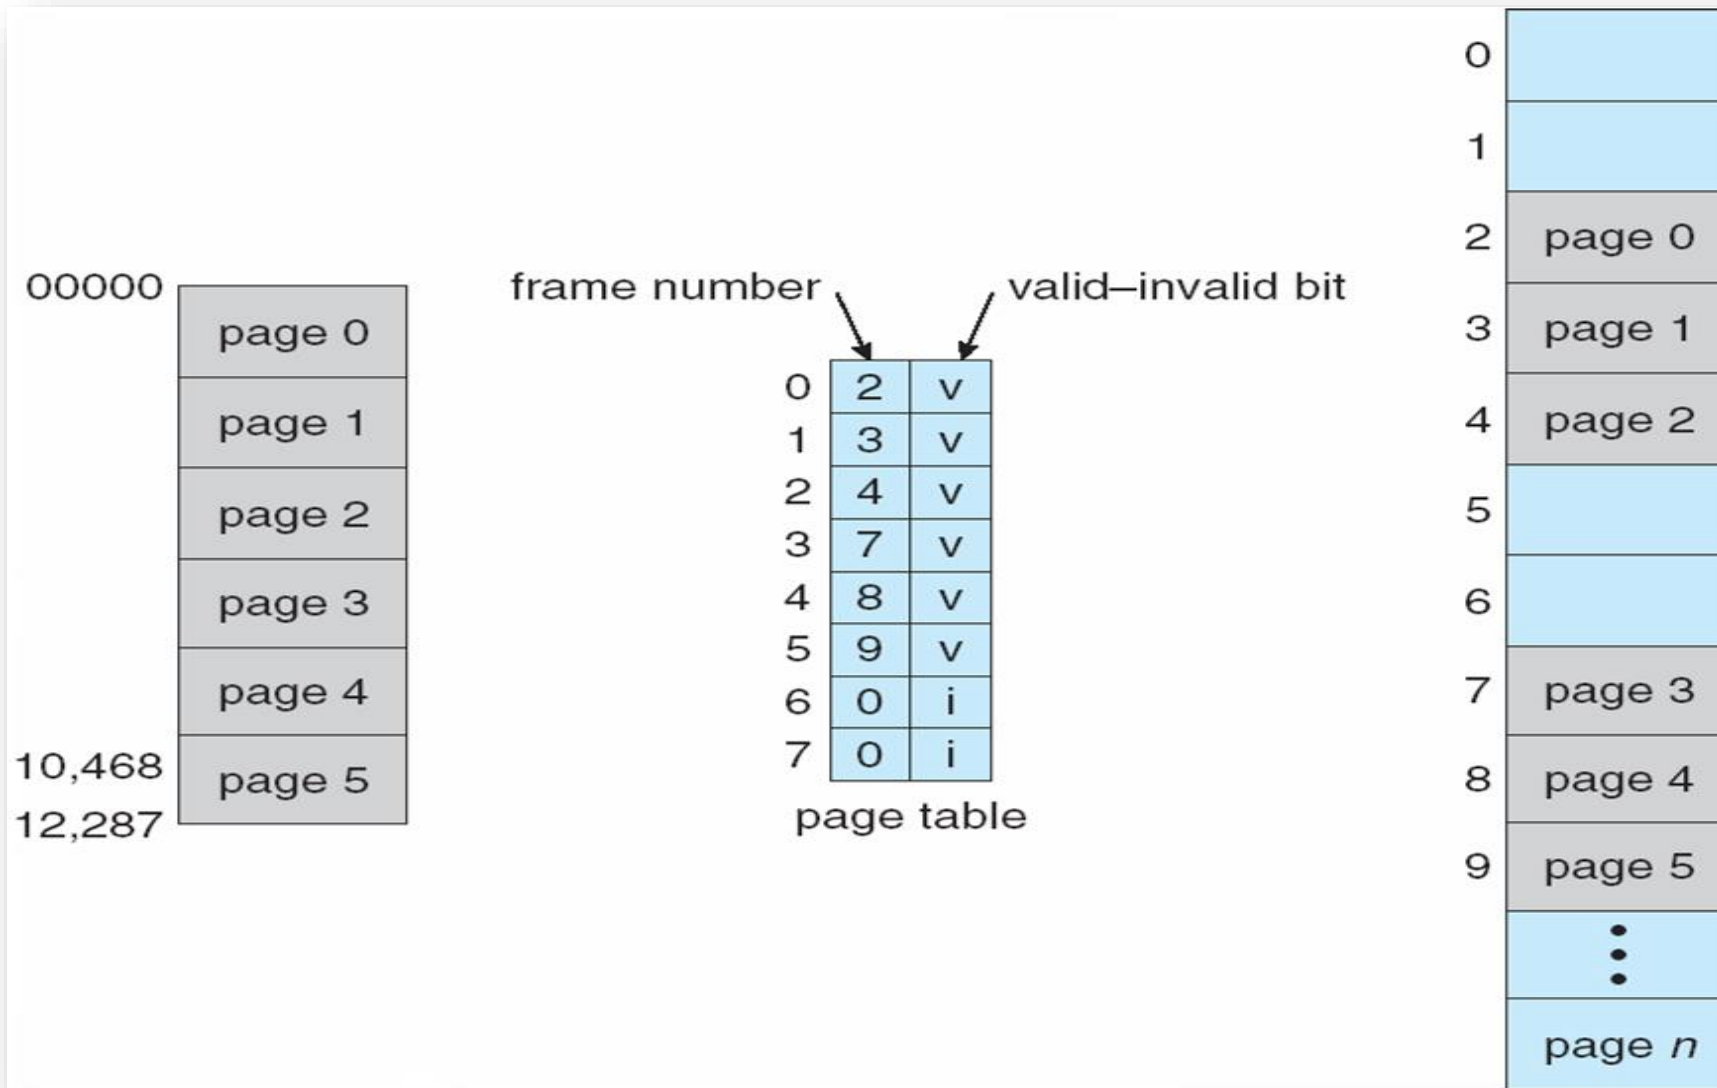 00000
page 0
page 1
page 2
page 3
page 4
10,468
page 5
12,287
frame number
valid–invalid bit
0 2 v
1 3 v
2 4 v
3 7 v
4 8 v
5 9 v
6 0 i
7 0 i
page table
0
1
2 page 0
3 page 1
4 page 2
5
6
7 page 3
8 page 4
9 page 5
page n